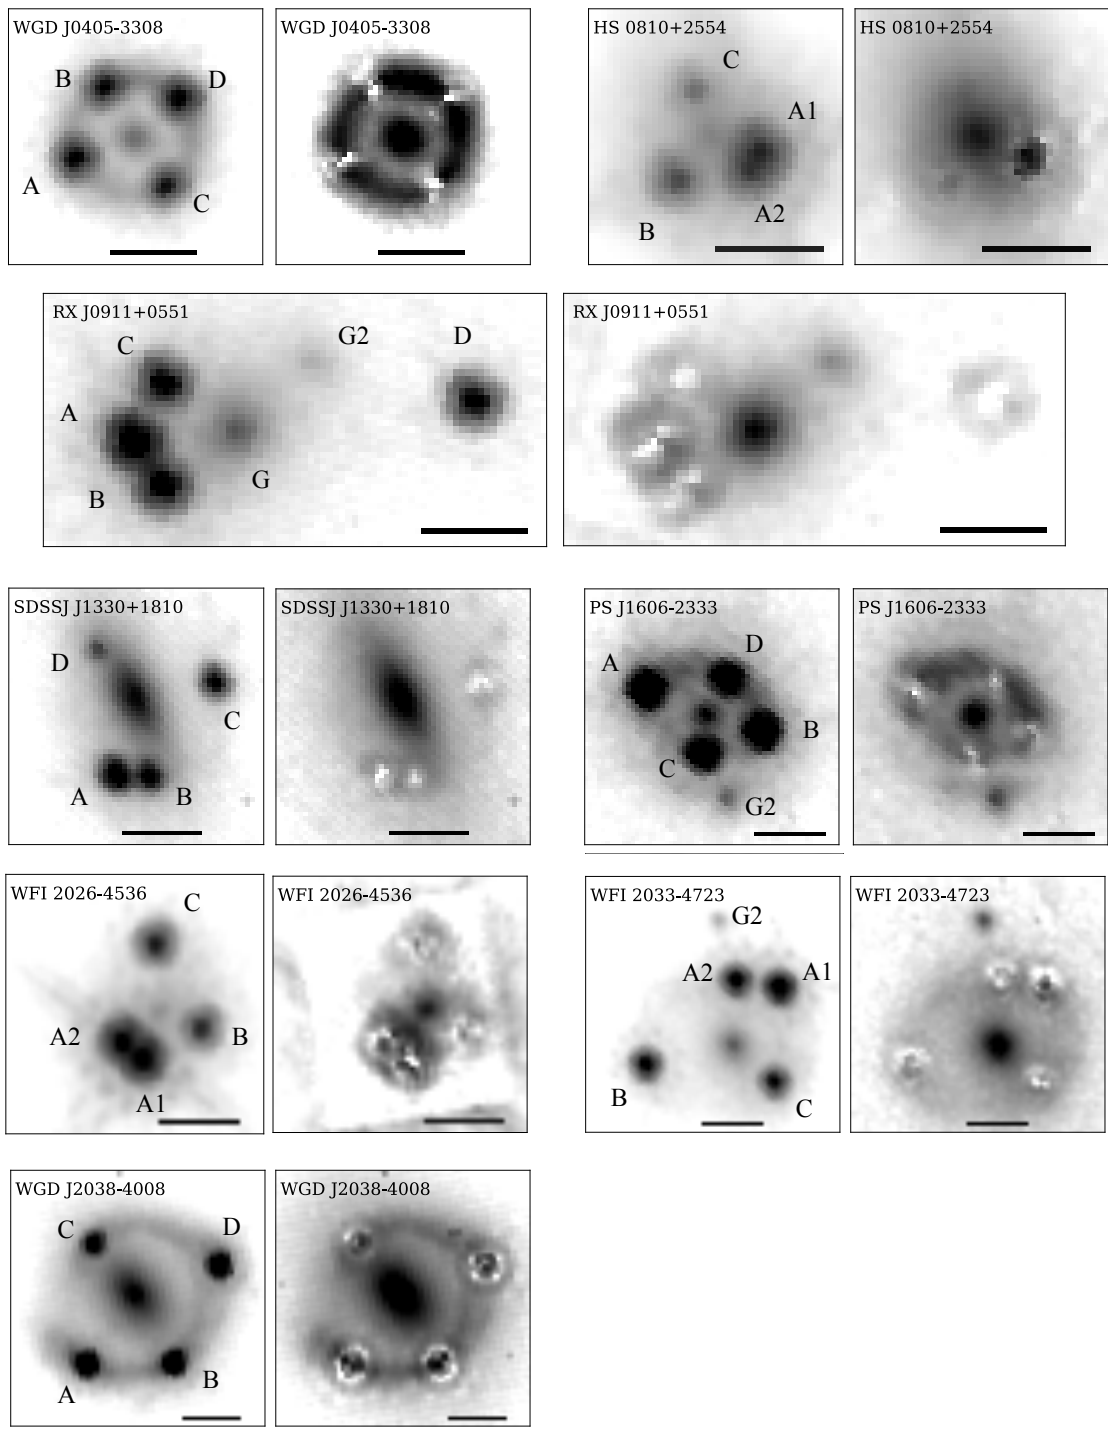 WGD J0405-3308
B
D
A
C
WGD J0405-3308
HS 0810+2554
C
A1
B
A2
HS 0810+2554
RX J0911+0551
C
G2
D
A
B
G
RX J0911+0551
SDSSJ J1330+1810
D
C
A
B
SDSSJ J1330+1810
PS J1606-2333
A
D
B
C
G2
PS J1606-2333
WFI 2026-4536
C
A2
B
A1
WFI 2026-4536
WFI 2033-4723
G2
A2
A1
B
C
WFI 2033-4723
WGD J2038-4008
C
D
A
B
WGD J2038-4008